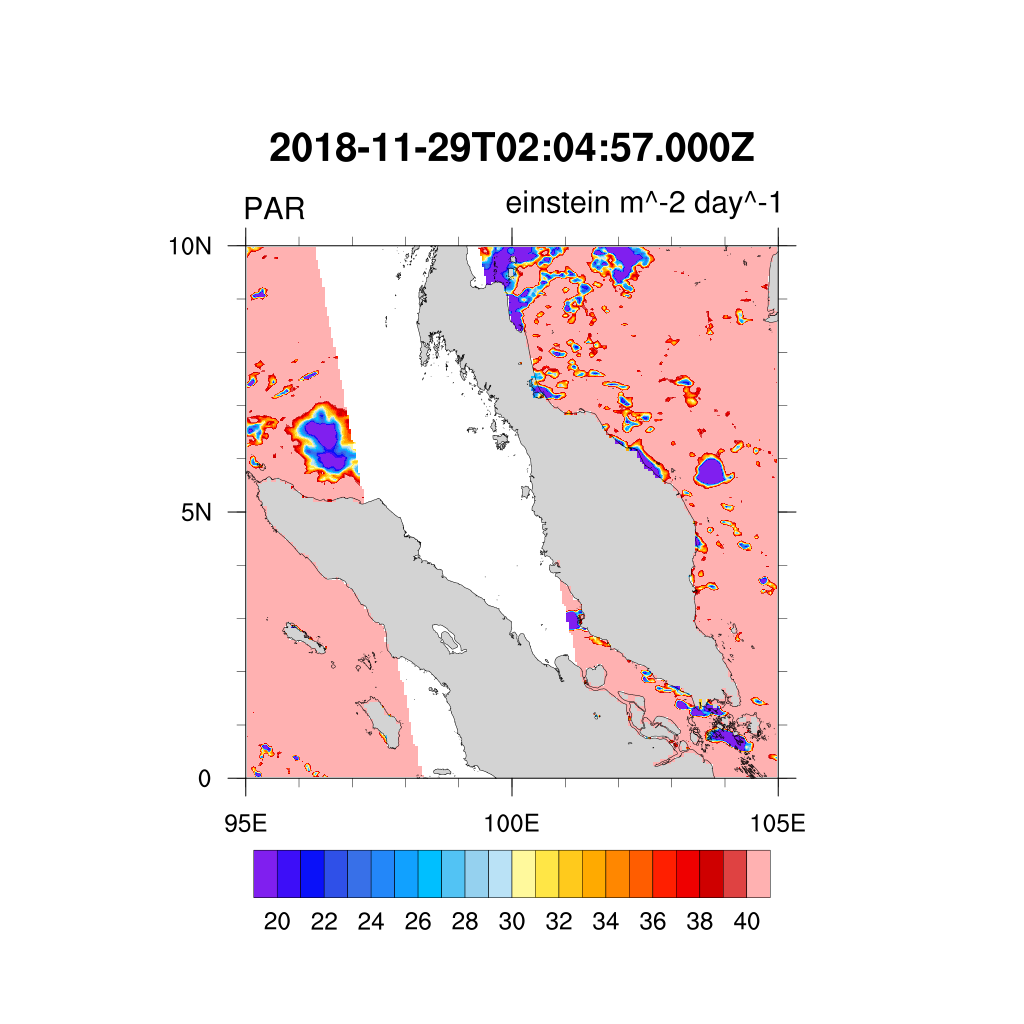 2018-11-29T02:04:57.000Z
PAR einstein m^-2 day^-1
10N
5N
0
95E 100E 105E
20 22 24 26 28 30 32 34 36 38 40